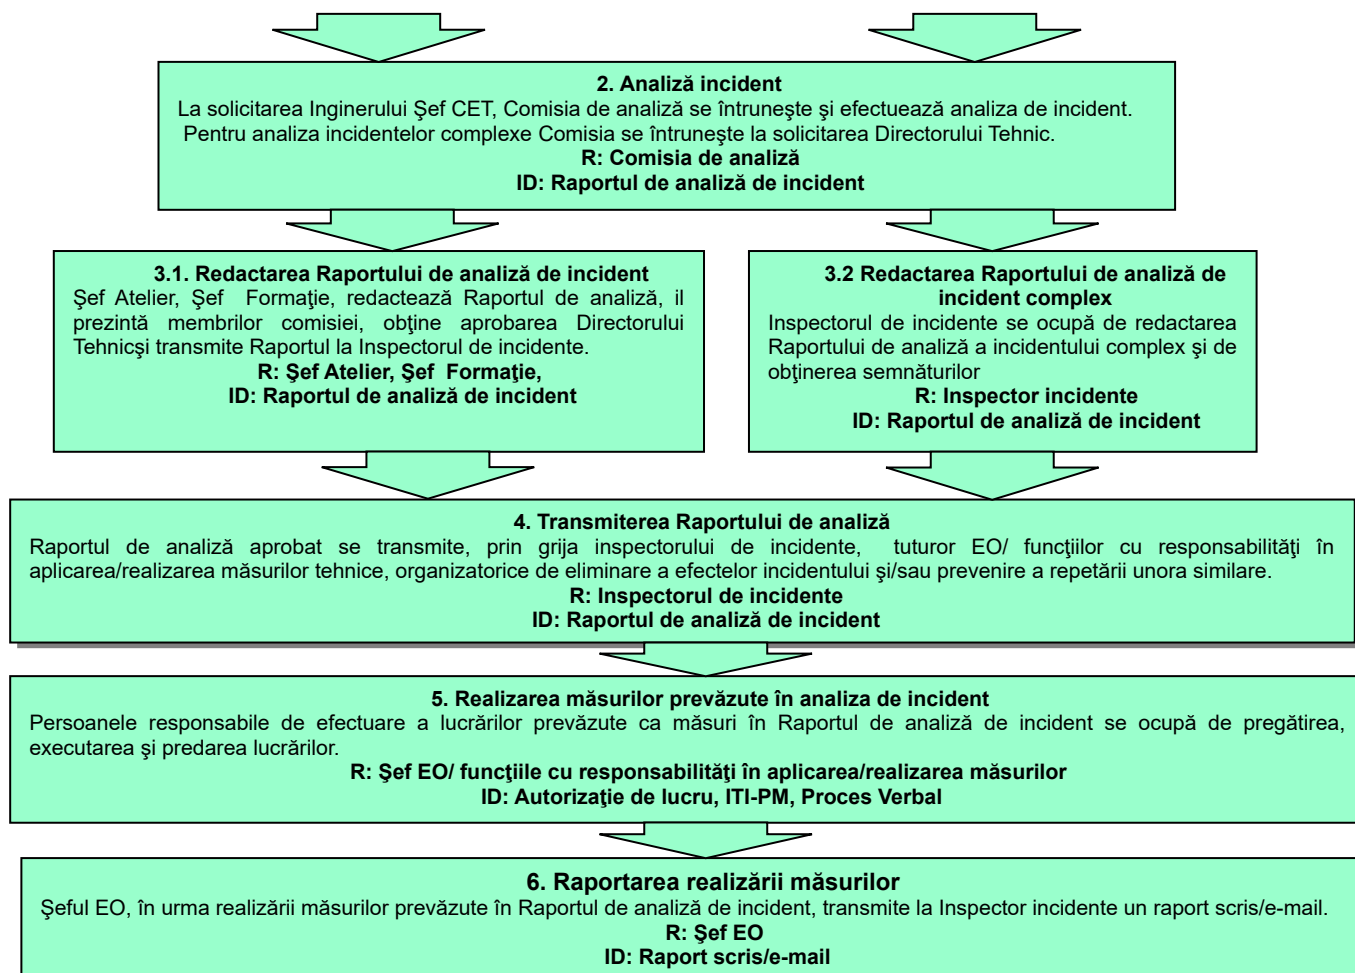 2. Analiză incident
La solicitarea Inginerului Şef CET, Comisia de analiză se întruneşte şi efectuează analiza de incident.
Pentru analiza incidentelor complexe Comisia se întruneşte la solicitarea Directorului Tehnic.
R: Comisia de analiză
ID: Raportul de analiză de incident
3.1. Redactarea Raportului de analiză de incident
Şef Atelier, Şef Formaţie, redactează Raportul de analiză, il
prezintă membrilor comisiei, obţine aprobarea Directorului
Tehnicşi transmite Raportul la Inspectorul de incidente.
R: Şef Atelier, Şef Formaţie,
ID: Raportul de analiză de incident
3.2 Redactarea Raportului de analiză de
incident complex
Inspectorul de incidente se ocupă de redactarea
Raportului de analiză a incidentului complex şi de
obţinerea semnăturilor
R: Inspector incidente
ID: Raportul de analiză de incident
4. Transmiterea Raportului de analiză
Raportul de analiză aprobat se transmite, prin grija inspectorului de incidente, tuturor EO/ funcţiilor cu responsabilităţi în
aplicarea/realizarea măsurilor tehnice, organizatorice de eliminare a efectelor incidentului şi/sau prevenire a repetării unora similare.
R: Inspectorul de incidente
ID: Raportul de analiză de incident
5. Realizarea măsurilor prevăzute în analiza de incident
Persoanele responsabile de efectuare a lucrărilor prevăzute ca măsuri în Raportul de analiză de incident se ocupă de pregătirea,
executarea şi predarea lucrărilor.
R: Şef EO/ funcţiile cu responsabilităţi în aplicarea/realizarea măsurilor
ID: Autorizaţie de lucru, ITI-PM, Proces Verbal
6. Raportarea realizării măsurilor
Şeful EO, în urma realizării măsurilor prevăzute în Raportul de analiză de incident, transmite la Inspector incidente un raport scris/e-mail.
R: Şef EO
ID: Raport scris/e-mail